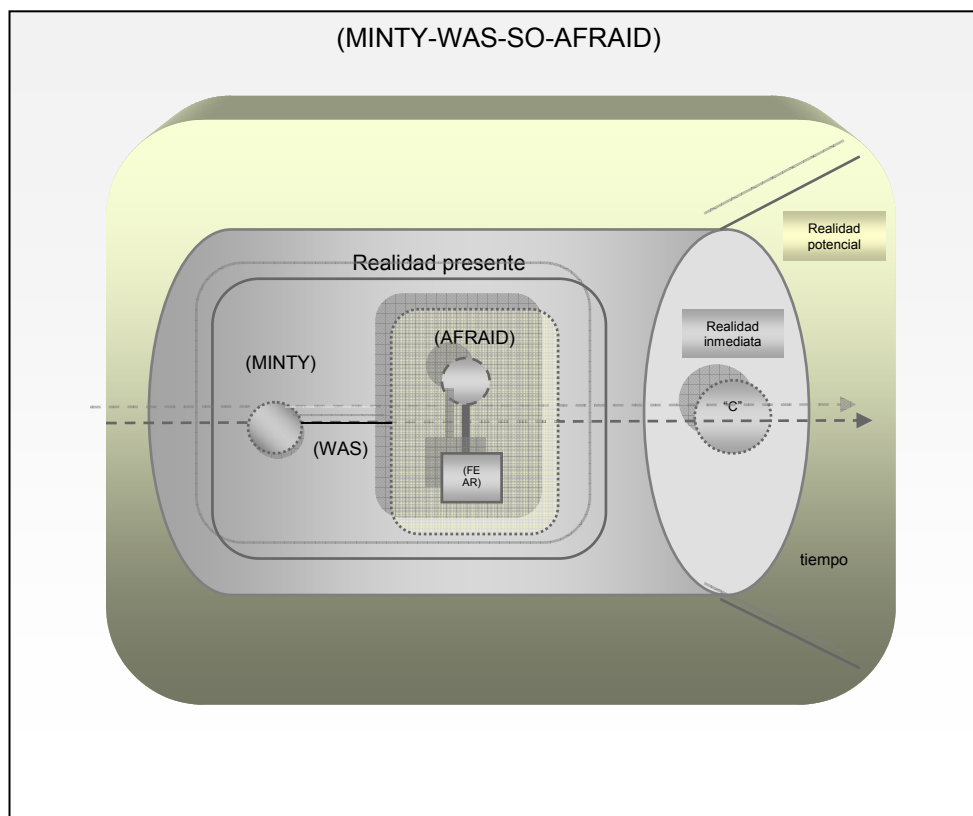 (MINTY-WAS-SO-AFRAID)
Realidad
potencial
Realidad presente
Realidad
inmediata
(AFRAID)
(MINTY)
"C"
(WAS)
(FE
AR)
tiempo